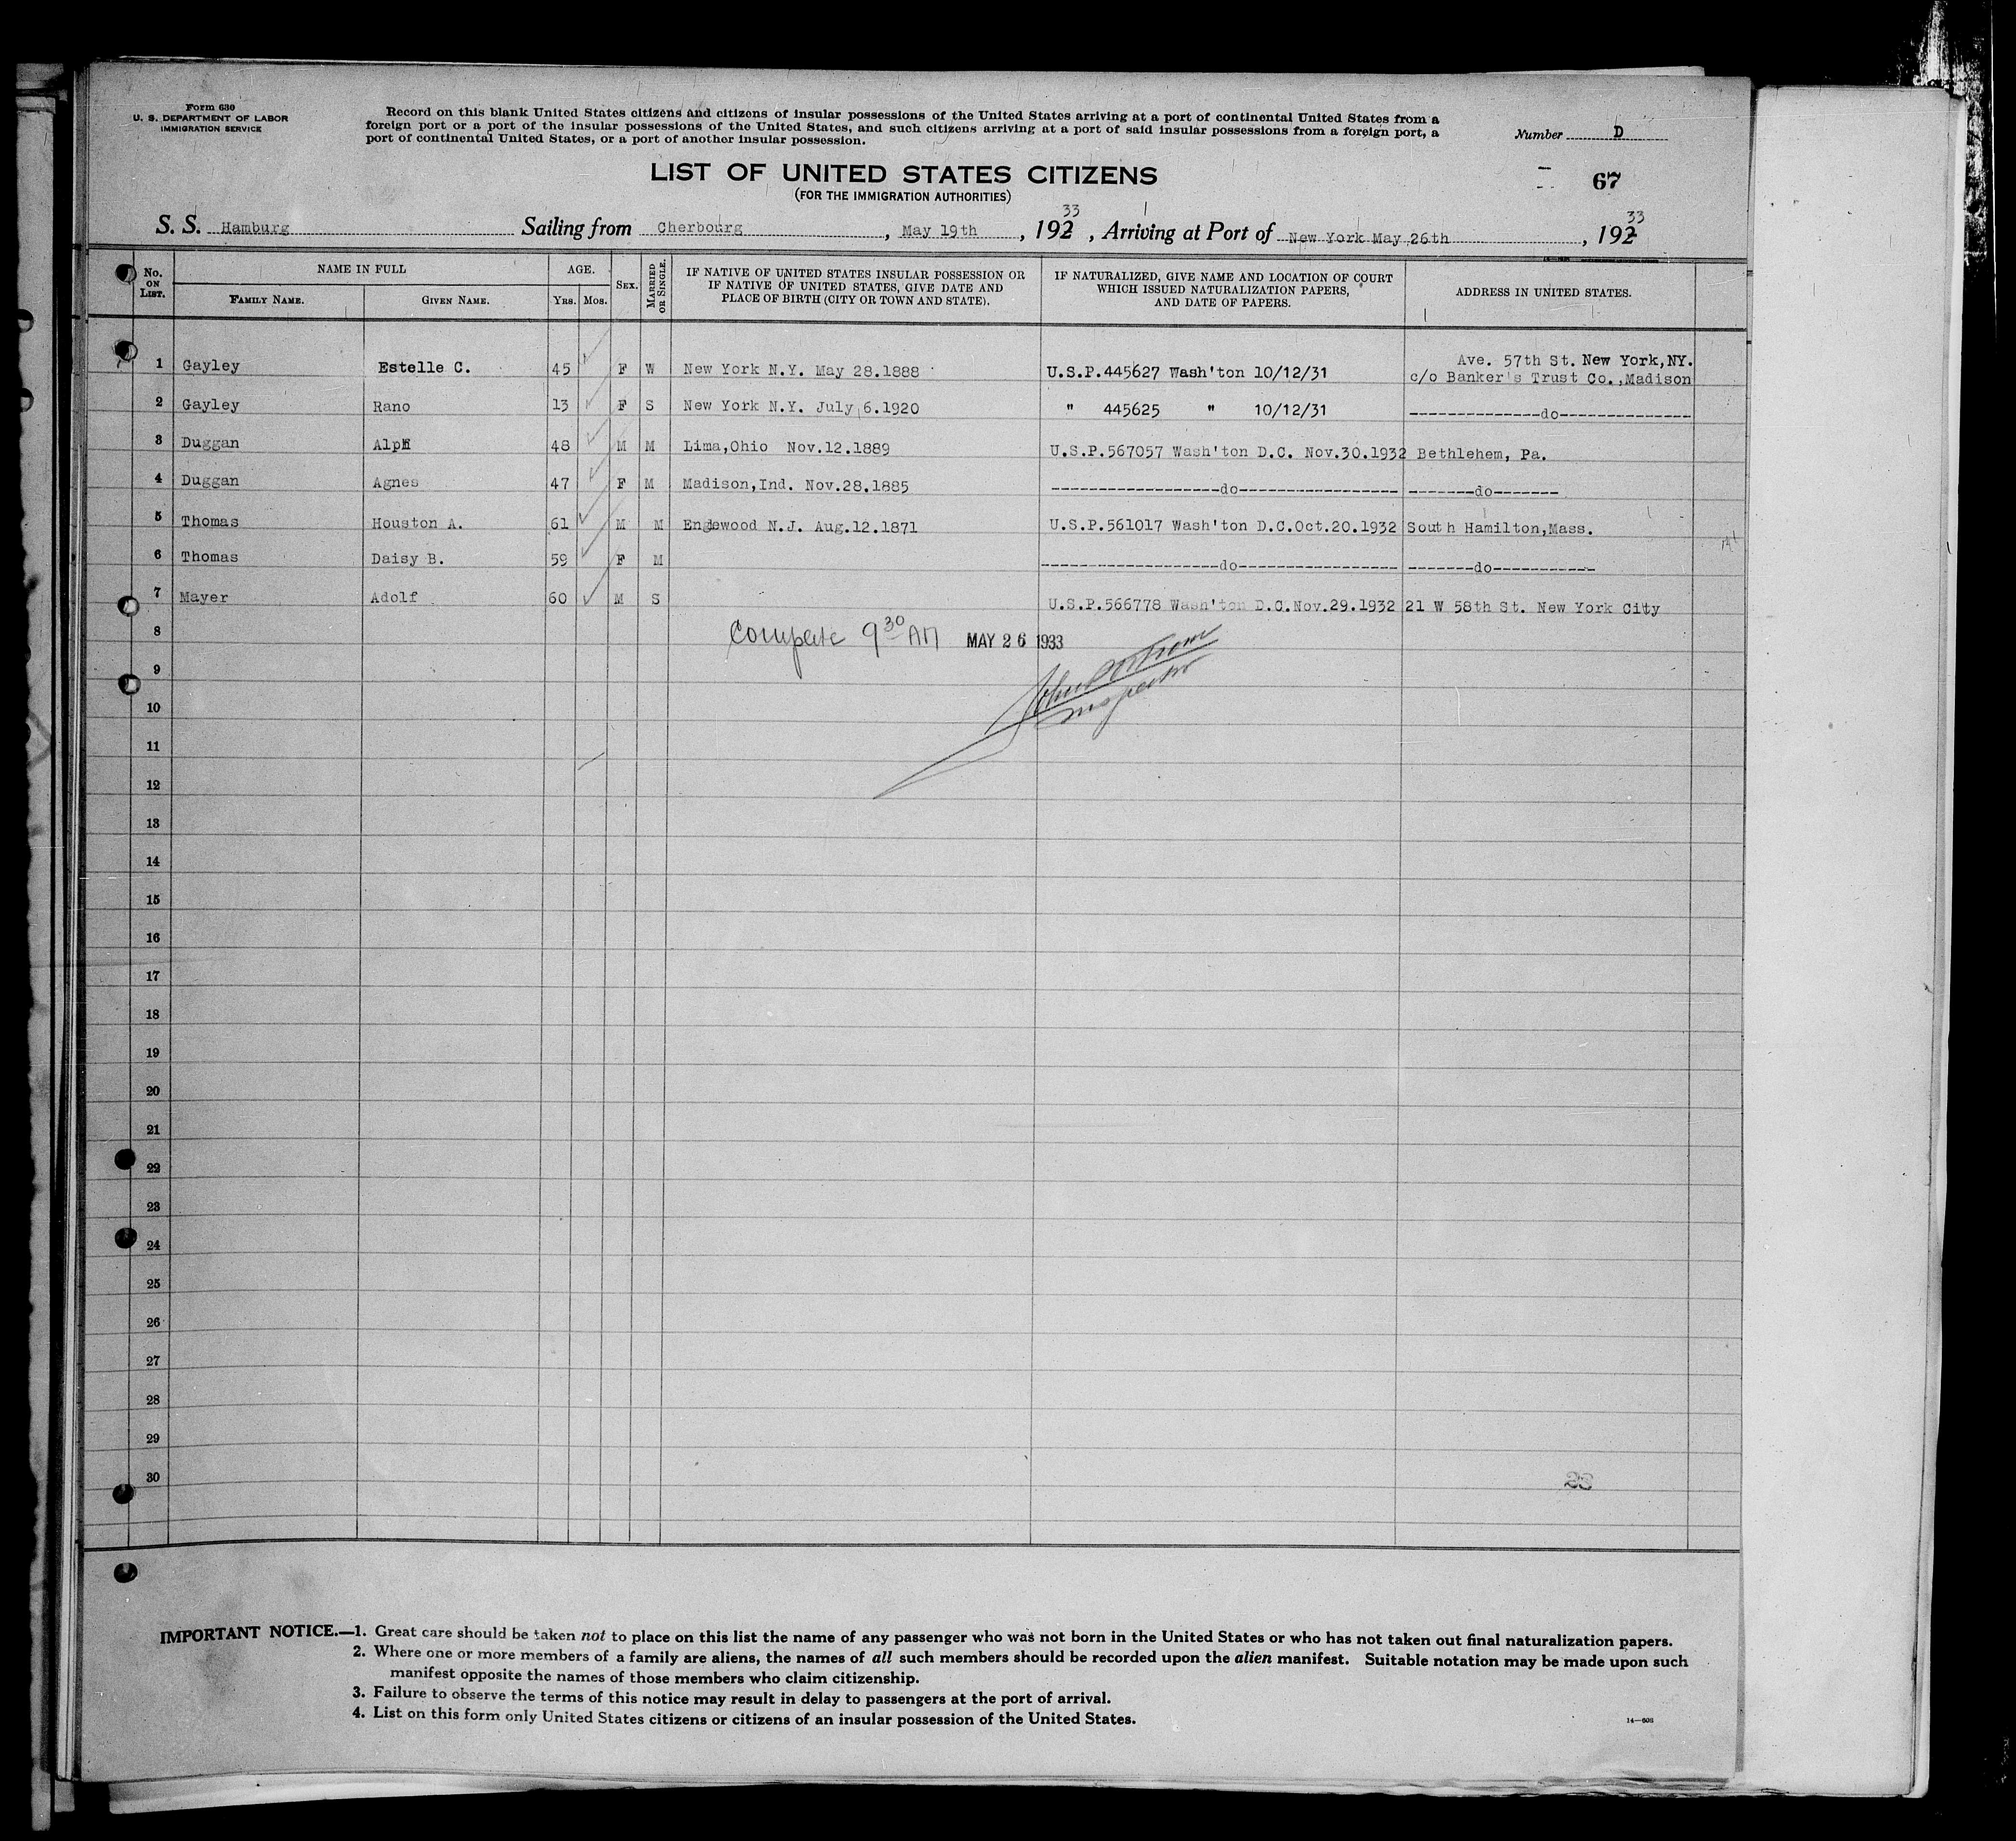 Form 630
U. S. DEPARTMENT OF LABOR
IMMIGRATION SERVICE
Record on this blank United States citizens and citizens of insular possessions of the United States arriving at a port of continental United States from a
foreign port or a port of the insular possessions of the United States, and such citizens arriving at a port of said insular possessions from a foreign port, a
port of continental United States, or a port of another insular possession.
Number D
67
LIST OF UNITED STATES CITIZENS
(FOR THE IMMIGRATION AUTHORITIES)
S. S. Hamburg Sailing from Cherbourg, May 19th, 192 33, Arriving at Port of New York May 26th, 192 33
No. ON LIST. NAME IN FULL AGE. SEX. MARRIED OR SINGLE. IF NATIVE OF UNITED STATES INSULAR POSSESSION OR IF NATIVE OF UNITED STATES, GIVE DATE AND PLACE OF BIRTH (CITY OR TOWN AND STATE). IF NATURALIZED, GIVE NAME AND LOCATION OF COURT WHICH ISSUED NATURALIZATION PAPERS, AND DATE OF PAPERS. ADDRESS IN UNITED STATES.
FAMILY NAME. GIVEN NAME. YRS. MOS.
Ave. 57th St. New York,NY.
1 Gayley Estelle C. 45 F W New York N.Y. May 28.1888 U.S.P.445627 Wash'ton 10/12/31 c/o Banker's Trust Co.,Madison
2 Gayley Rano 13 F S New York N.Y. July 6.1920 " 445625 " 10/12/31 --------------do--------------
3 Duggan Alph 48 M M Lima,Ohio Nov.12.1889 U.S.P.567057 Wash'ton D.C. Nov.30.1932 Bethlehem, Pa.
4 Duggan Agnes 47 F M Madison,Ind. Nov.28.1885 ------------------do----------------- -------do-------
5 Thomas Houston A. 61 M M Englewood N.J. Aug.12.1871 U.S.P.561017 Wash'ton D.C.Oct.20.1932 South Hamilton,Mass.
6 Thomas Daisy B. 59 F M -------------------do----------------- -------do-----------
7 Mayer Adolf 60 M S U.S.P.566778 Wash'ton D.C.Nov.29.1932 21 W 58th St. New York City
8 Complete 9 30 AM MAY 26 1933
9
10 Inspector
11
12
13
14
15
16
17
18
19
20
21
22
23
24
25
26
27
28
29
30
IMPORTANT NOTICE.—1. Great care should be taken not to place on this list the name of any passenger who was not born in the United States or who has not taken out final naturalization papers.
2. Where one or more members of a family are aliens, the names of all such members should be recorded upon the alien manifest. Suitable notation may be made upon such
manifest opposite the names of those members who claim citizenship.
3. Failure to observe the terms of this notice may result in delay to passengers at the port of arrival.
4. List on this form only United States citizens or citizens of an insular possession of the United States.
14—608